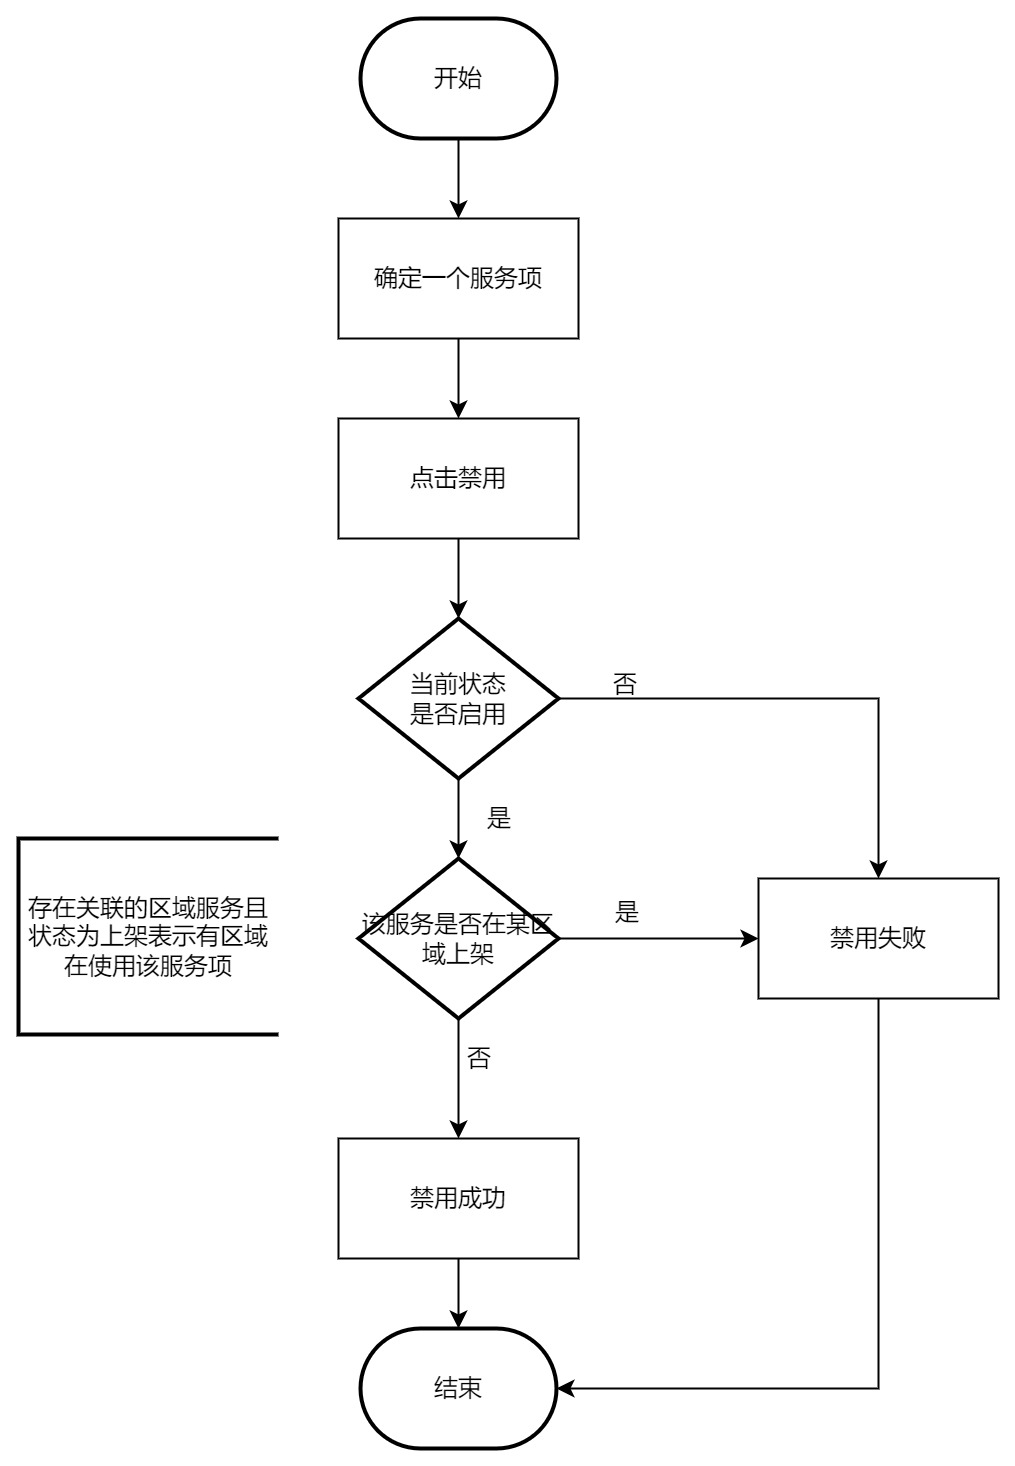 开始
确定一个服务项
点击禁用
当前状态
是否启用
否
是
存在关联的区域服务且
状态为上架表示有区域
在使用该服务项
该服务是否在某区
域上架
是
禁用失败
否
禁用成功
结束